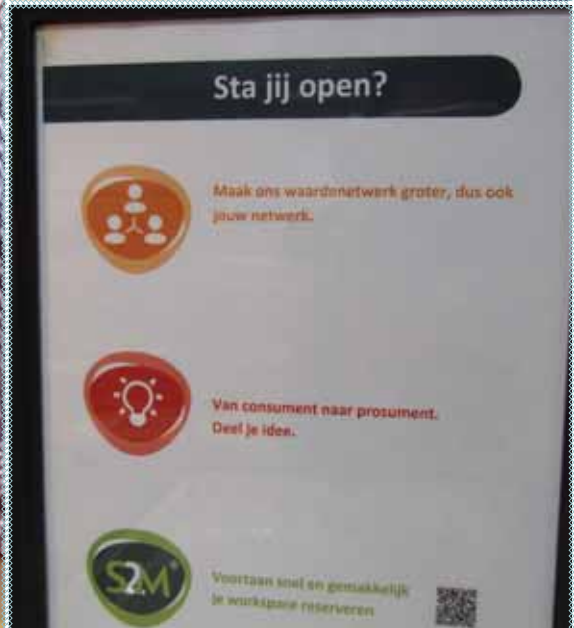 Sta jij open?
Maak ons waardenetwerk groter, dus ook
jouw netwerk.
Van consument naar prosument.
Deel je idee.
S2M®
Voortaan snel en gemakkelijk
je workspace reserveren